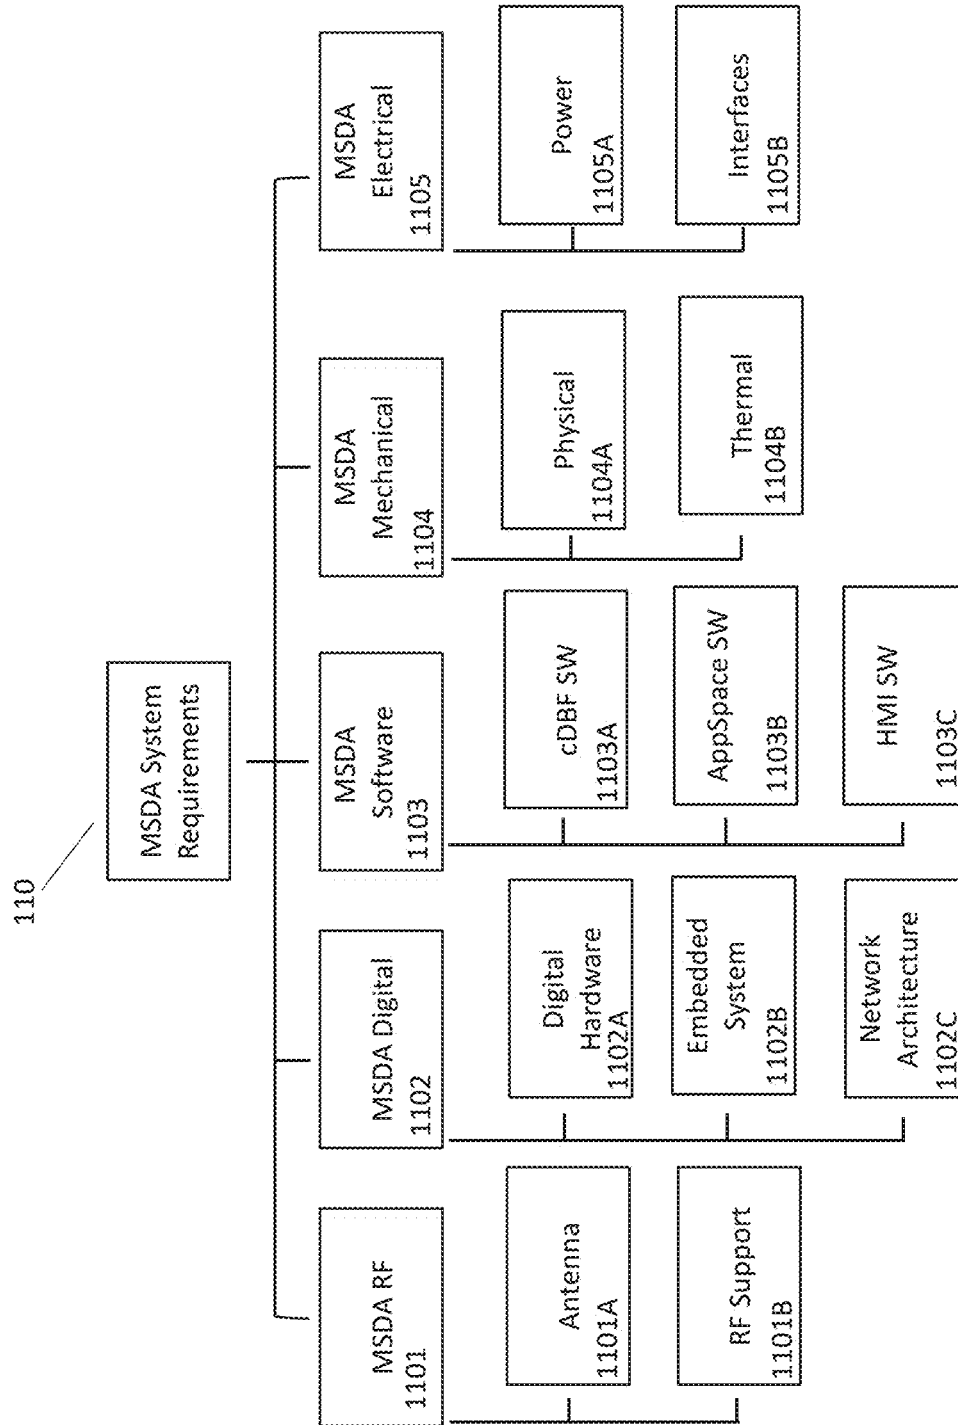 110
MSDA System
Requirements
MSDA RF
1101
Antenna
1101A
RF Support
1101B
MSDA Digital
1102
Digital
Hardware
1102A
Embedded
System
1102B
Network
Architecture
1102C
MSDA
Software
1103
cDBF SW
1103A
AppSpace SW
1103B
HMI SW
1103C
MSDA
Mechanical
1104
Physical
1104A
Thermal
1104B
MSDA
Electrical
1105
Power
1105A
Interfaces
1105B